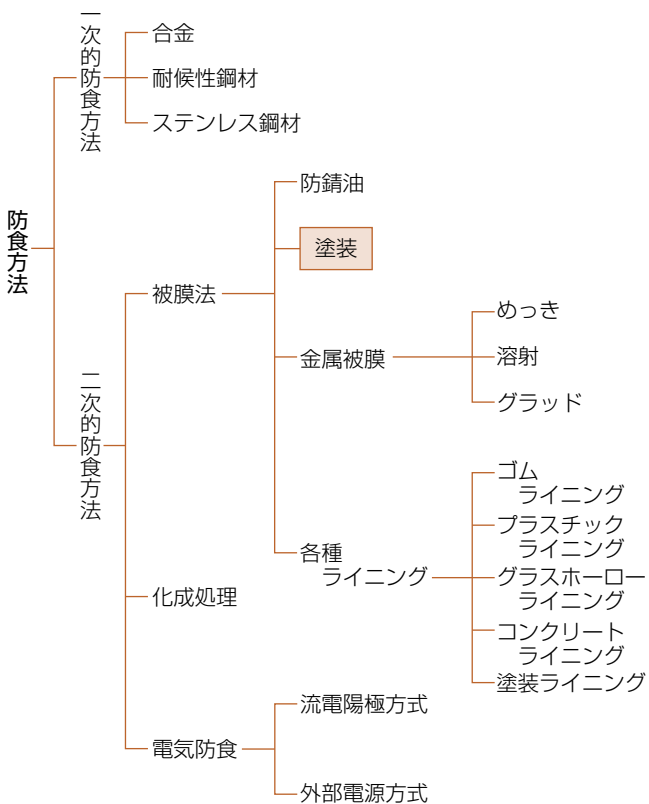 防食方法
一次的防食方法
合金
耐候性鋼材
ステンレス鋼材
二次的防食方法
被膜法
防錆油
塗装
金属被膜
めっき
溶射
グラッド
各種
ライニング
ゴム
ライニング
プラスチック
ライニング
グラスホーロー
ライニング
コンクリート
ライニング
塗装ライニング
化成処理
電気防食
流電陽極方式
外部電源方式